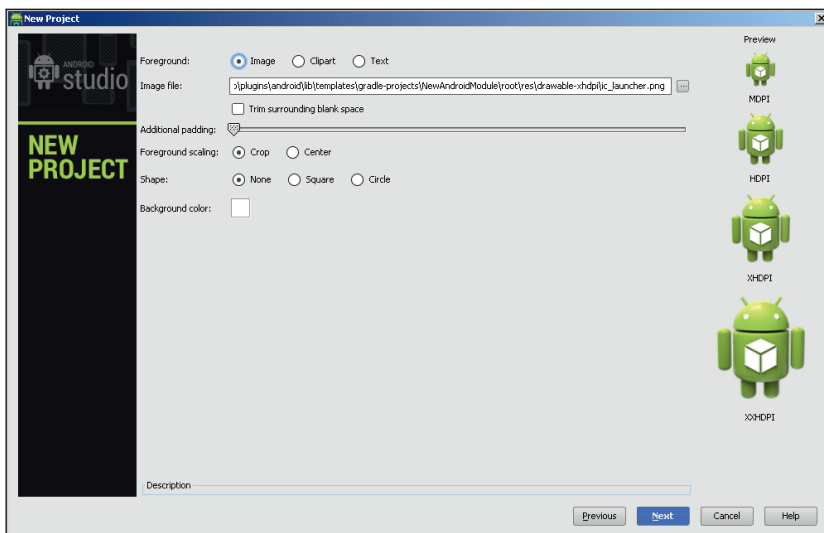 New Project
ANDROID
studio
NEW
PROJECT
Foreground: Image Clipart Text
Image file: \plugins\android\lib\templates\gradle-projects\NewAndroidModule\root\res\drawable-xhdpi\ic_launcher.png ...
Trim surrounding blank space
Additional padding:
Foreground scaling: Crop Center
Shape: None Square Circle
Background color:
Preview
MDPI
HDPI
XHDPI
XXHDPI
Description
Previous Next Cancel Help